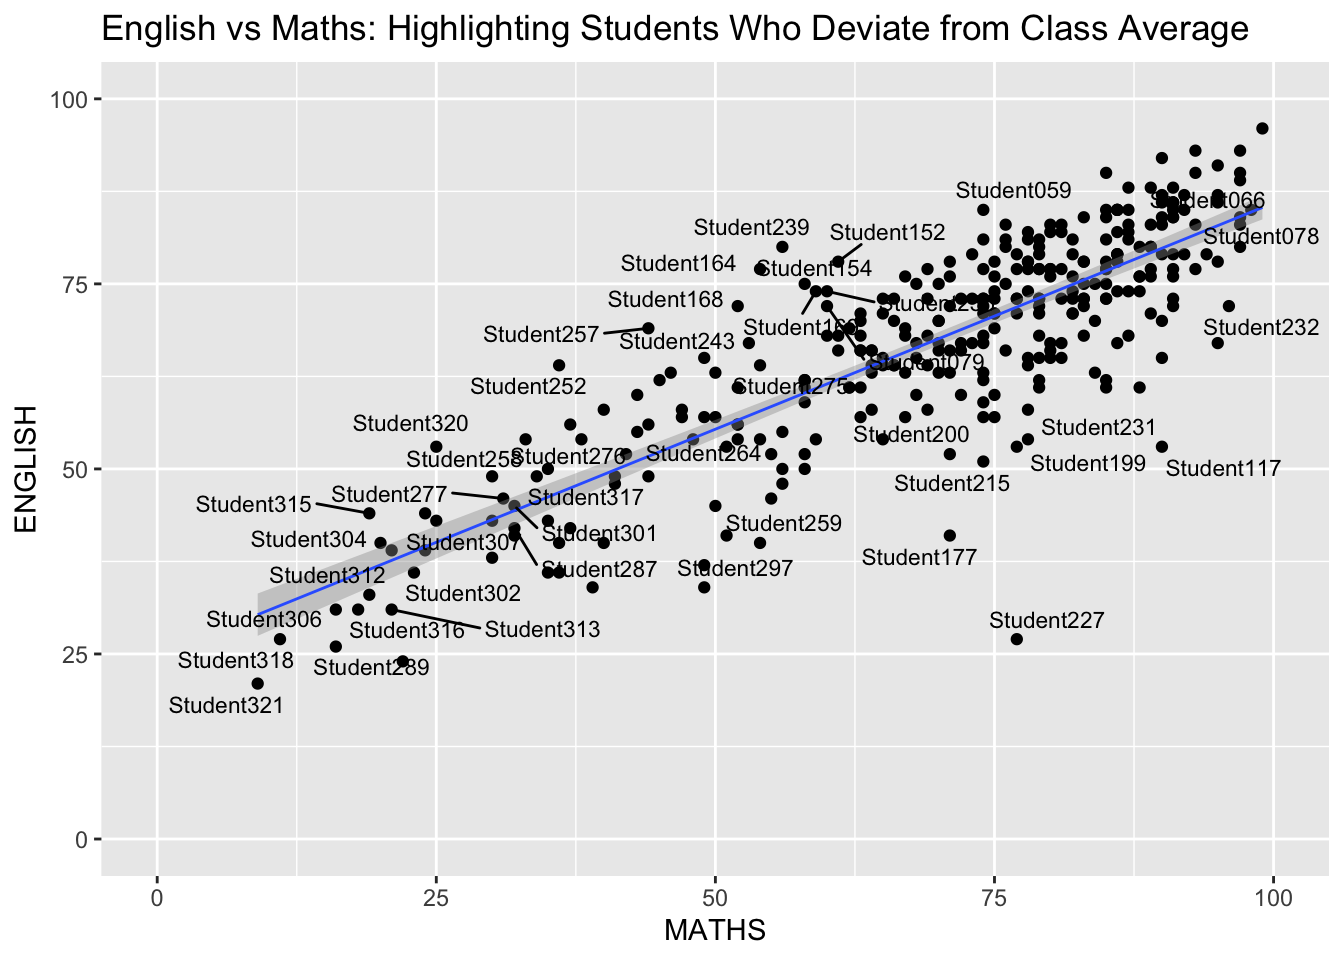 English vs Maths: Highlighting Students Who Deviate from Class Average
100
Student059
Student066
Student239
Student152
Student078
Student164
Student154
75
Student168
Student232
Student257
Student243
Student079
Student252
Student275
Student320
Student200
Student231
Student258
Student276
Student264
50
Student199
Student117
Student277
Student317
Student215
Student315
Student259
Student304
Student307
Student301
Student177
Student312
Student287
Student297
Student302
Student306
Student316
Student313
Student227
25
Student318
Student289
Student321
0
0
25
50
75
100
MATHS
ENGLISH